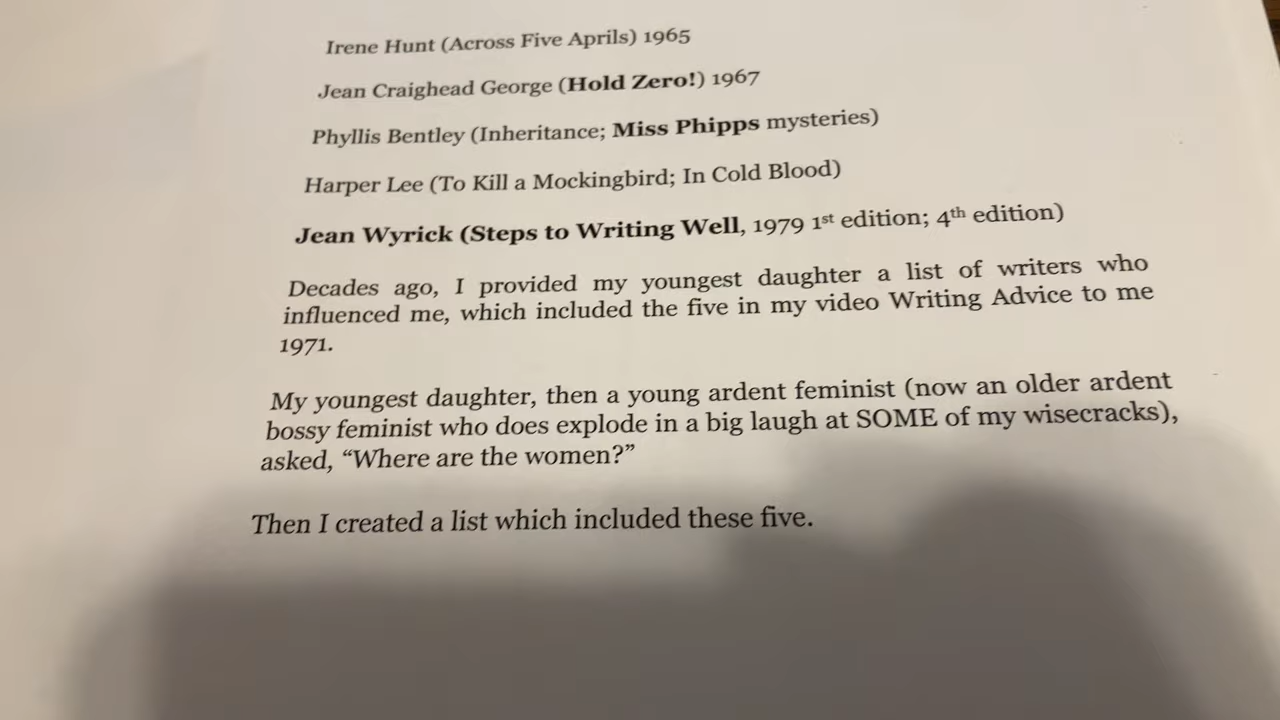 Irene Hunt (Across Five Aprils) 1965
Jean Craighead George (Hold Zero!) 1967
Phyllis Bentley (Inheritance; Miss Phipps mysteries)
Harper Lee (To Kill a Mockingbird; In Cold Blood)
Jean Wyrick (Steps to Writing Well, 1979 1st edition; 4th edition)
Decades ago, I provided my youngest daughter a list of writers who
influenced me, which included the five in my video Writing Advice to me
1971.
My youngest daughter, then a young ardent feminist (now an older ardent
bossy feminist who does explode in a big laugh at SOME of my wisecracks),
asked, “Where are the women?”
Then I created a list which included these five.